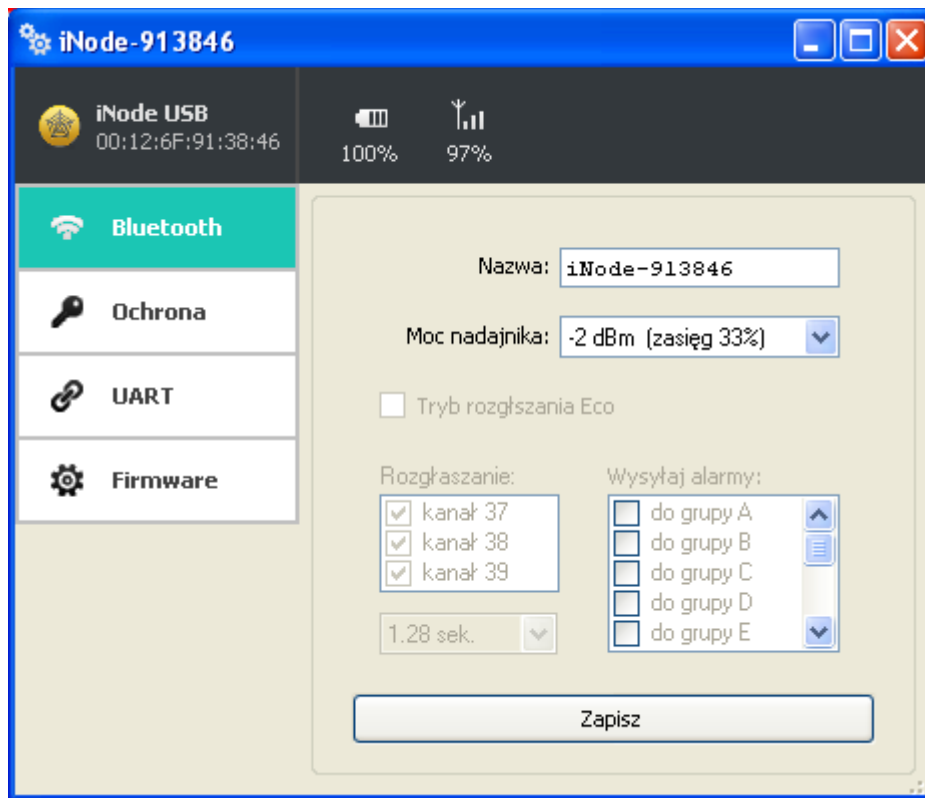 iNode-913846
iNode USB
00:12:6F:91:38:46
100%
97%
Bluetooth
Ochrona
UART
Firmware
Nazwa: iNode-913846
Moc nadajnika: -2 dBm (zasięg 33%)
Tryb rozgłszania Eco
Rozgłaszanie:
kanał 37
kanał 38
kanał 39
1.28 sek.
Wysyłaj alarmy:
do grupy A
do grupy B
do grupy C
do grupy D
do grupy E
Zapisz